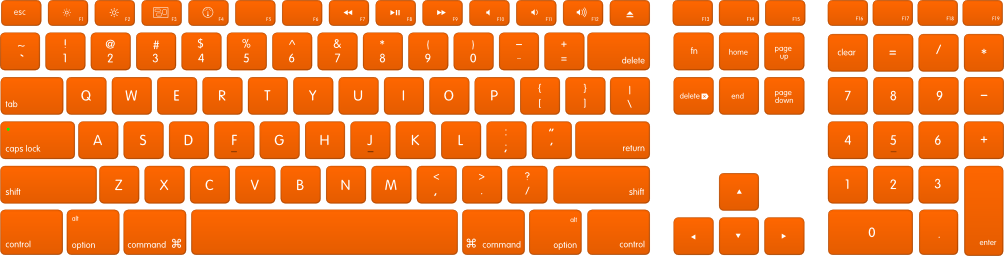 esc F1 F2 F3 F4 F5 F6 F7 F8 F9 F10 F11 F12 F13 F14 F15 F16 F17 F18 F19
~ ! @ # $ % ^ & * ( ) – +
` 1 2 3 4 5 6 7 8 9 0 - = delete fn home page up clear = / *
tab Q W E R T Y U I O P { [ } ] | \ delete end page down 7 8 9 –
caps lock A S D F G H J K L : ; “ ‘ return 4 5 6 +
shift Z X C V B N M < , > . ? / shift 1 2 3
control alt option command ⌘ ⌘ command alt option control 0 . enter